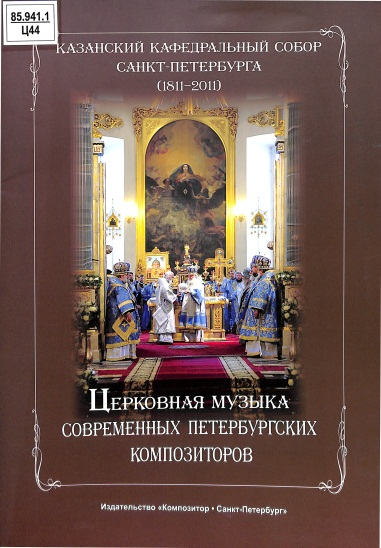 85.941.1
Ц44
КАЗАНСКИЙ КАФЕДРАЛЬНЫЙ СОБОР
САНКТ-ПЕТЕРБУРГА
(1811–2011)
ЦЕРКОВНАЯ МУЗЫКА
СОВРЕМЕННЫХ ПЕТЕРБУРГСКИХ
КОМПОЗИТОРОВ
Издательство «Композитор • Санкт-Петербург»